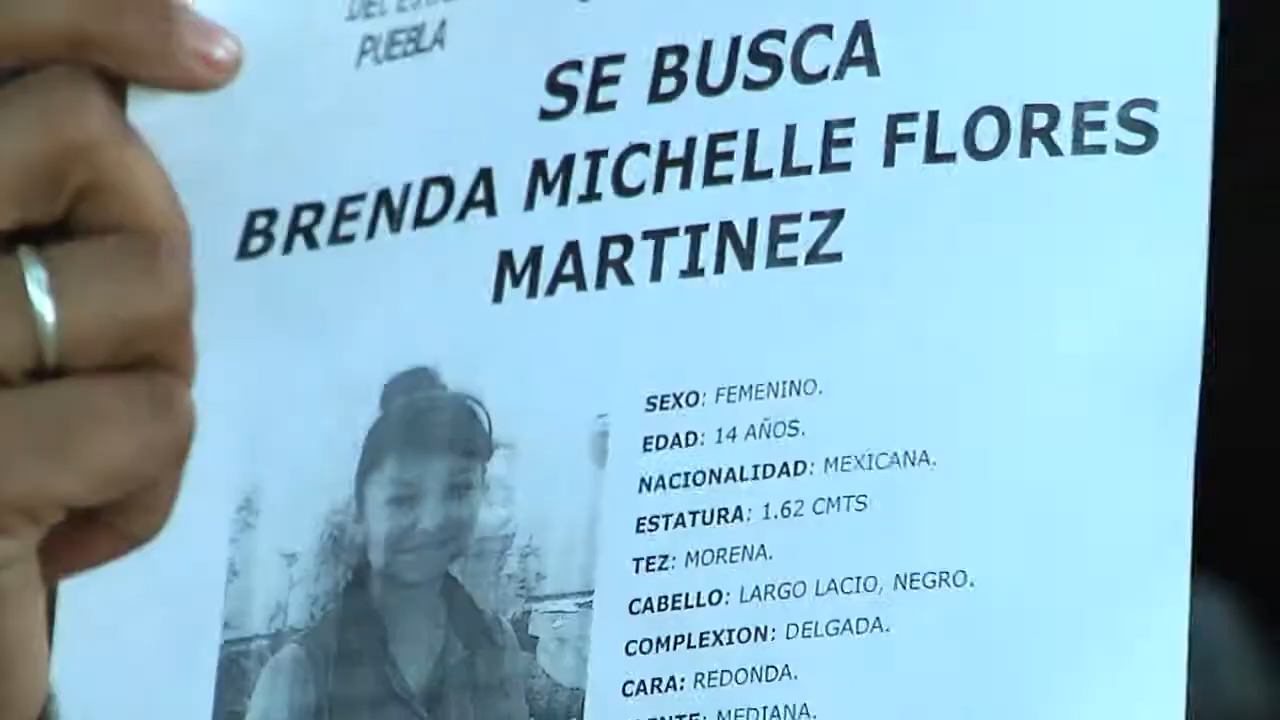 PUEBLA
SE BUSCA
BRENDA MICHELLE FLORES
MARTINEZ
SEXO: FEMENINO.
EDAD: 14 AÑOS.
NACIONALIDAD: MEXICANA.
ESTATURA: 1.62 CMTS
TEZ: MORENA.
CABELLO: LARGO LACIO, NEGRO.
COMPLEXION: DELGADA.
CARA: REDONDA.
MEDIANA.